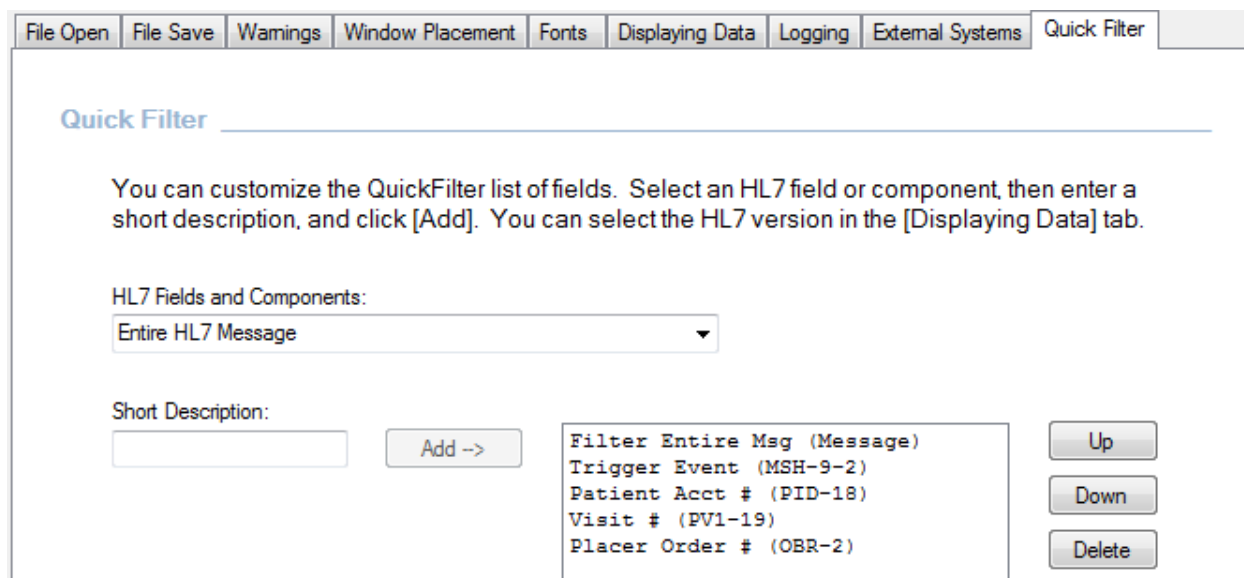 File Open File Save Warnings Window Placement Fonts Displaying Data Logging External Systems Quick Filter
Quick Filter
You can customize the QuickFilter list of fields. Select an HL7 field or component, then enter a
short description, and click [Add]. You can select the HL7 version in the [Displaying Data] tab.
HL7 Fields and Components:
Entire HL7 Message
Short Description:
Add -->
Filter Entire Msg (Message)
Trigger Event (MSH-9-2)
Patient Acct # (PID-18)
Visit # (PV1-19)
Placer Order # (OBR-2)
Up
Down
Delete